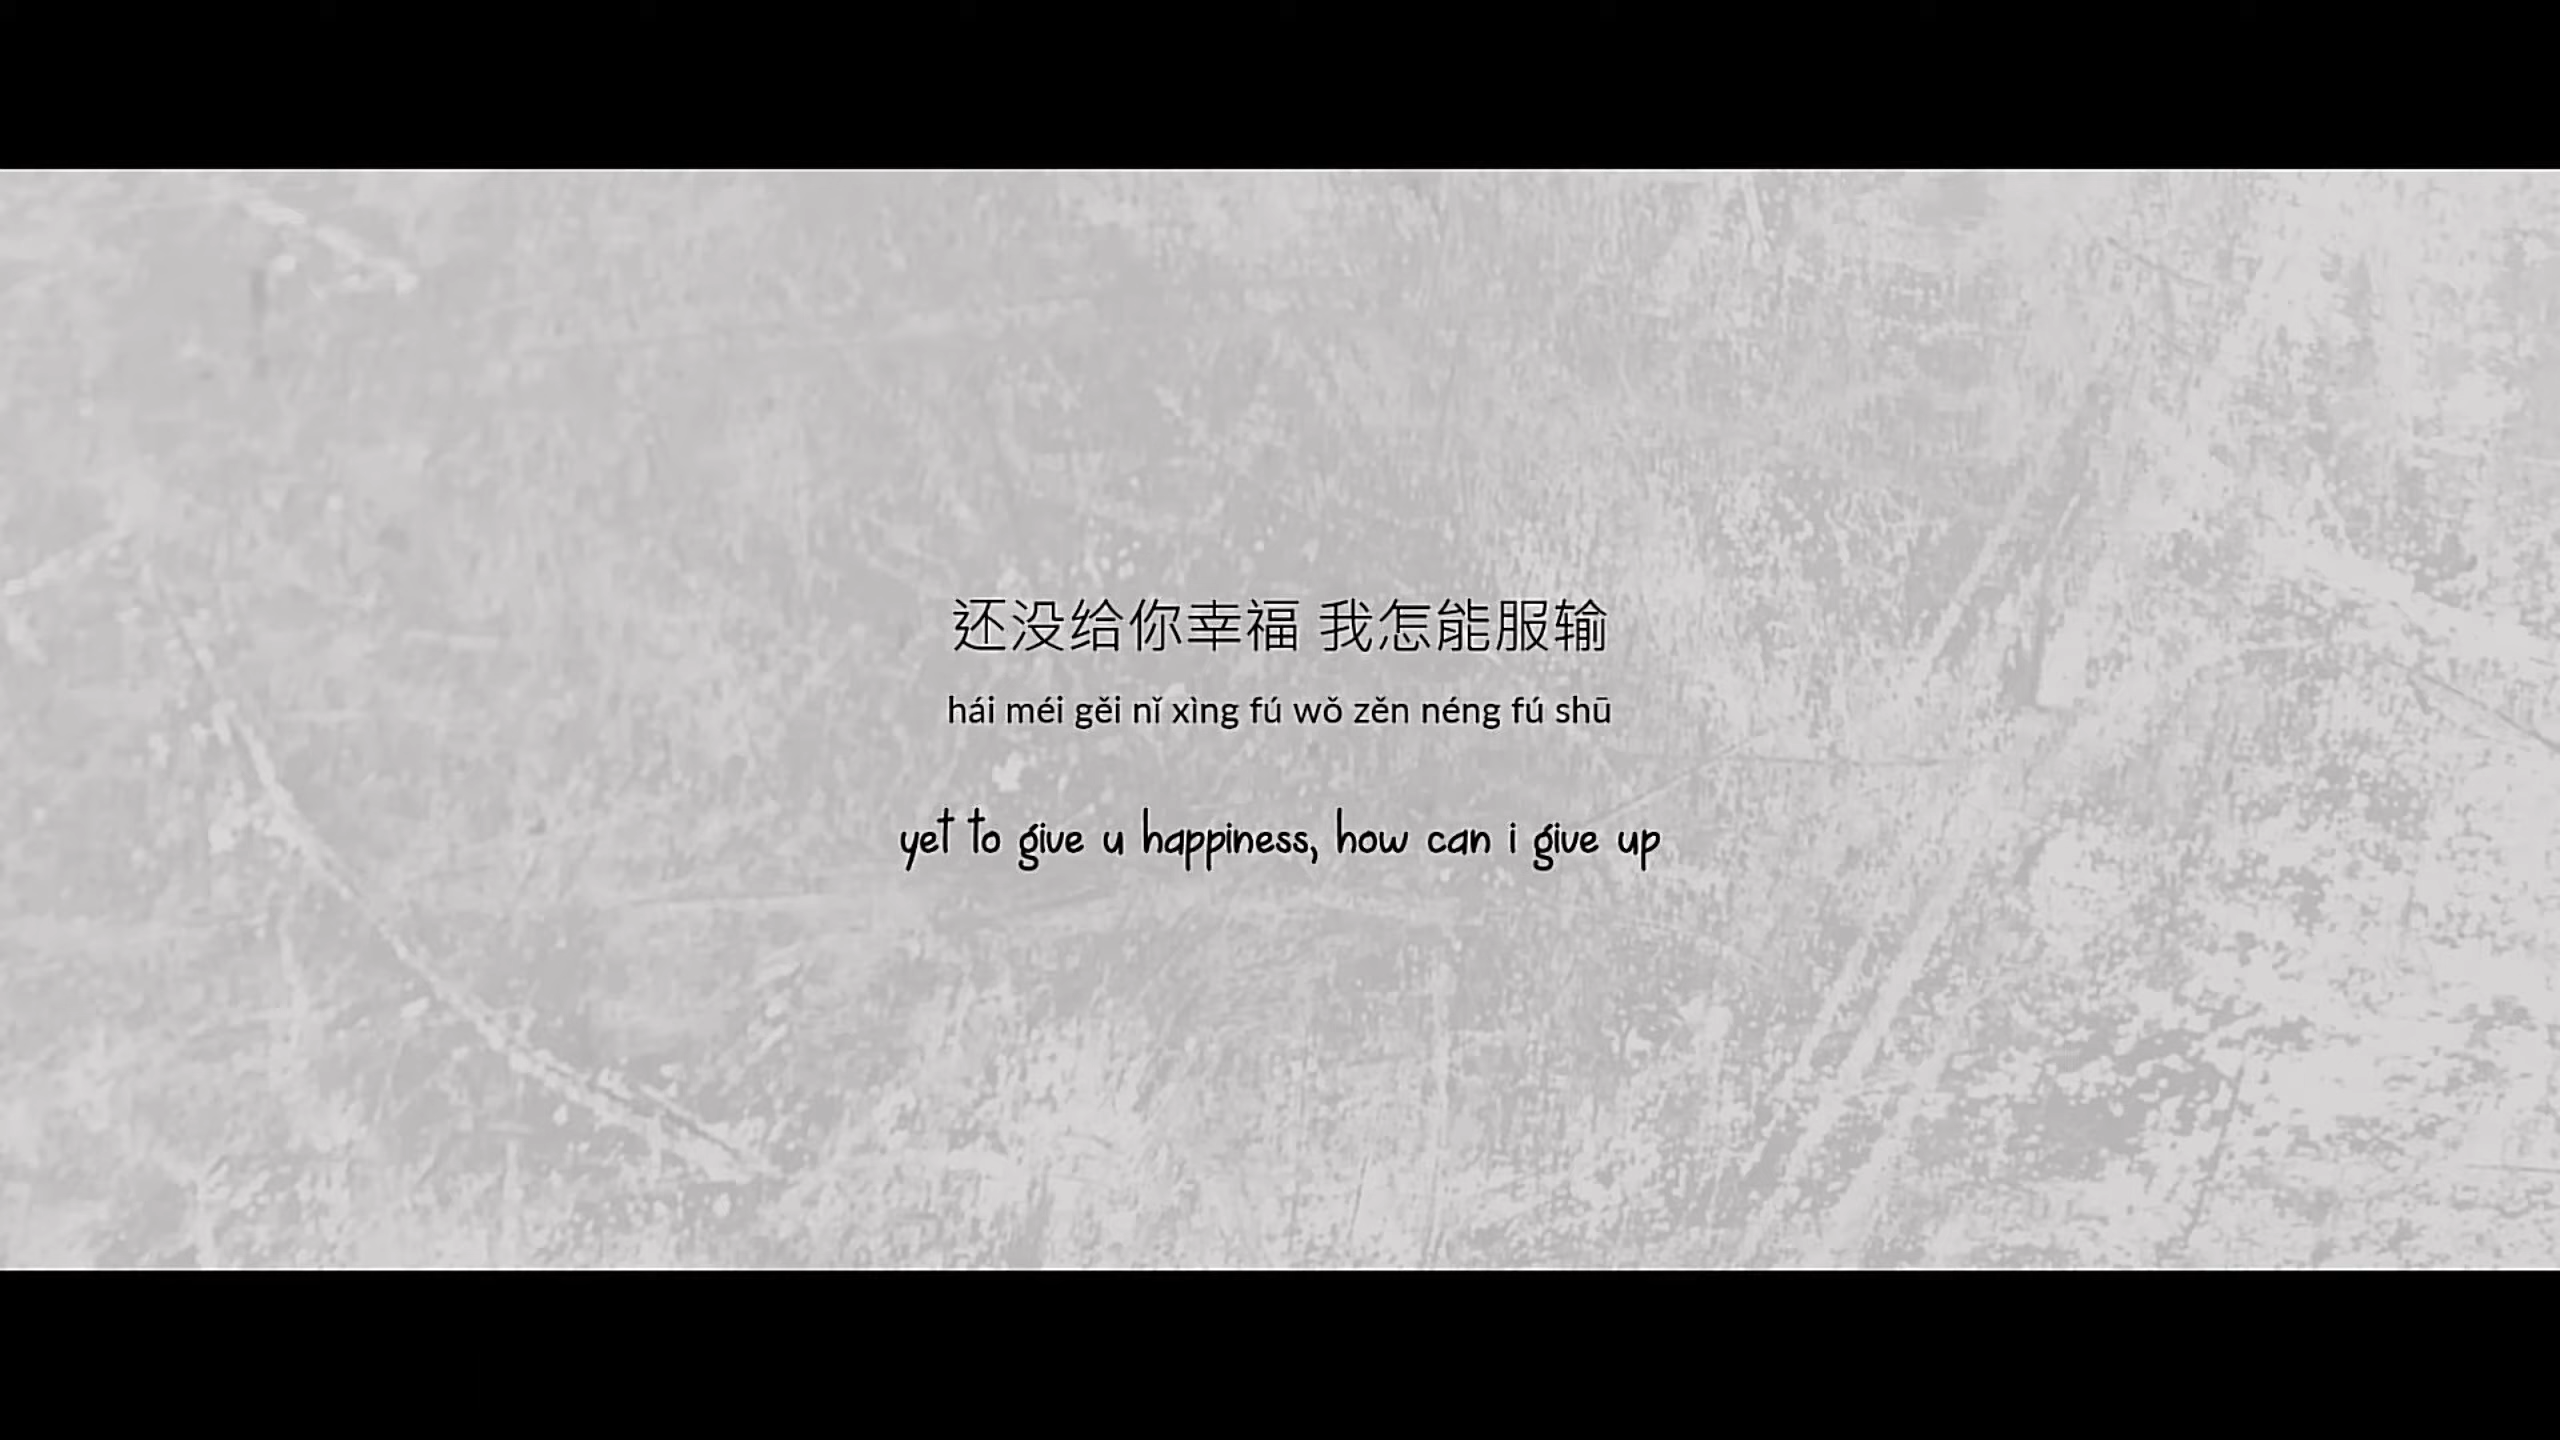 还没给你幸福 我怎能服输
hái méi gěi nǐ xìng fú wǒ zěn néng fú shū
yet to give u happiness, how can i give up